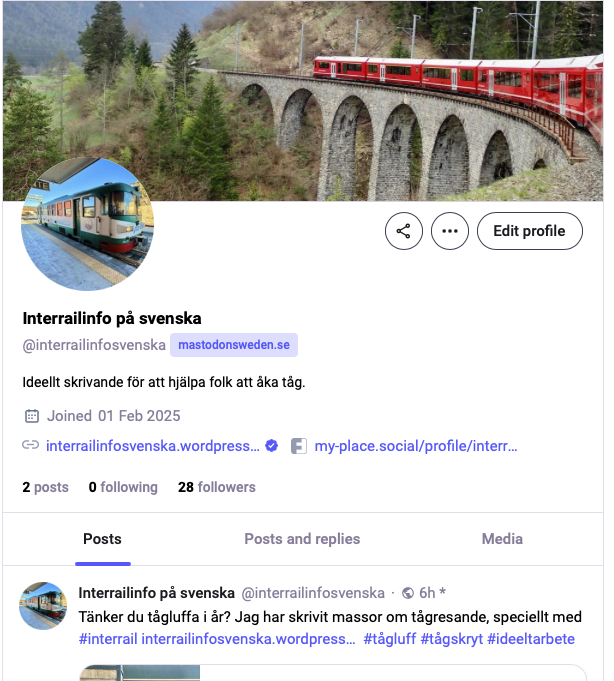 Edit profile
Interrailinfo på svenska
@interrailinfosvenska mastodonsweden.se
Ideellt skrivande för att hjälpa folk att åka tåg.
Joined 01 Feb 2025
interrailinfosvenska.wordpress… my-place.social/profile/interr…
2 posts 0 following 28 followers
Posts Posts and replies Media
Interrailinfo på svenska @interrailinfosvenska · 6h *
Tänker du tågluffa i år? Jag har skrivit massor om tågresande, speciellt med
#interrail interrailinfosvenska.wordpress… #tågluff #tågskryt #ideeltarbete